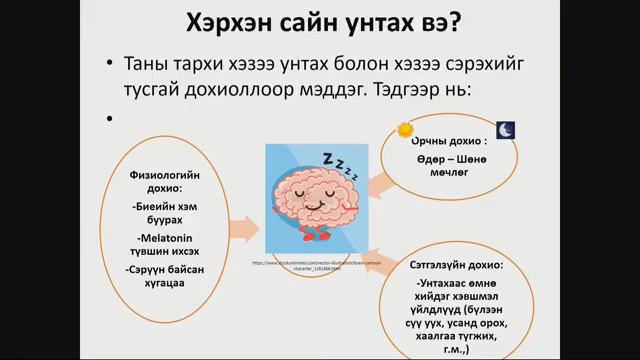 Хэрхэн сайн унтах вэ?
Таны тархи хэзээ унтах болон хэзээ сэрэхийг
тусгай дохиоллоор мэддэг. Тэдгээр нь:
Физиологийн
дохио:
-Биеийн хэм
буурах
-Melatonin
түвшин ихсэх
-Сэрүүн байсан
хугацаа
z z z z z
Орчны дохио :
Өдөр – Шөнө
мөчлөг
Сэтгэлзүйн дохио:
-Унтахаас өмнө
хийдэг хэвшмэл
үйлдлүүд (бүлээн
сүү уух, усанд орох,
хаалгаа түгжих,
г.м.,)